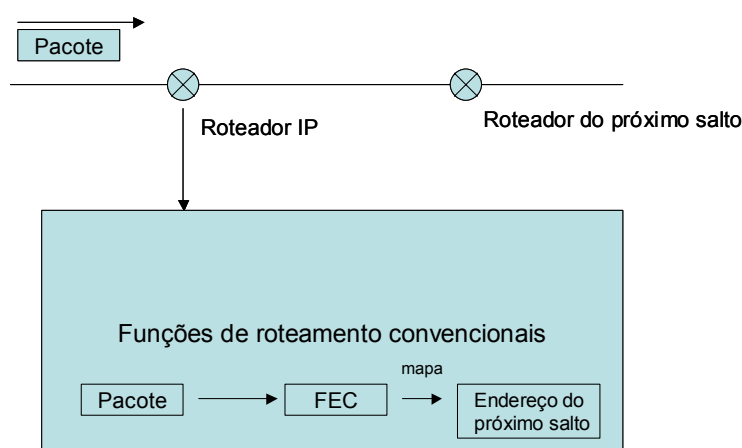 Pacote
Roteador IP
Roteador do próximo salto
Funções de roteamento convencionais
mapa
Pacote
FEC
Endereço do
próximo salto